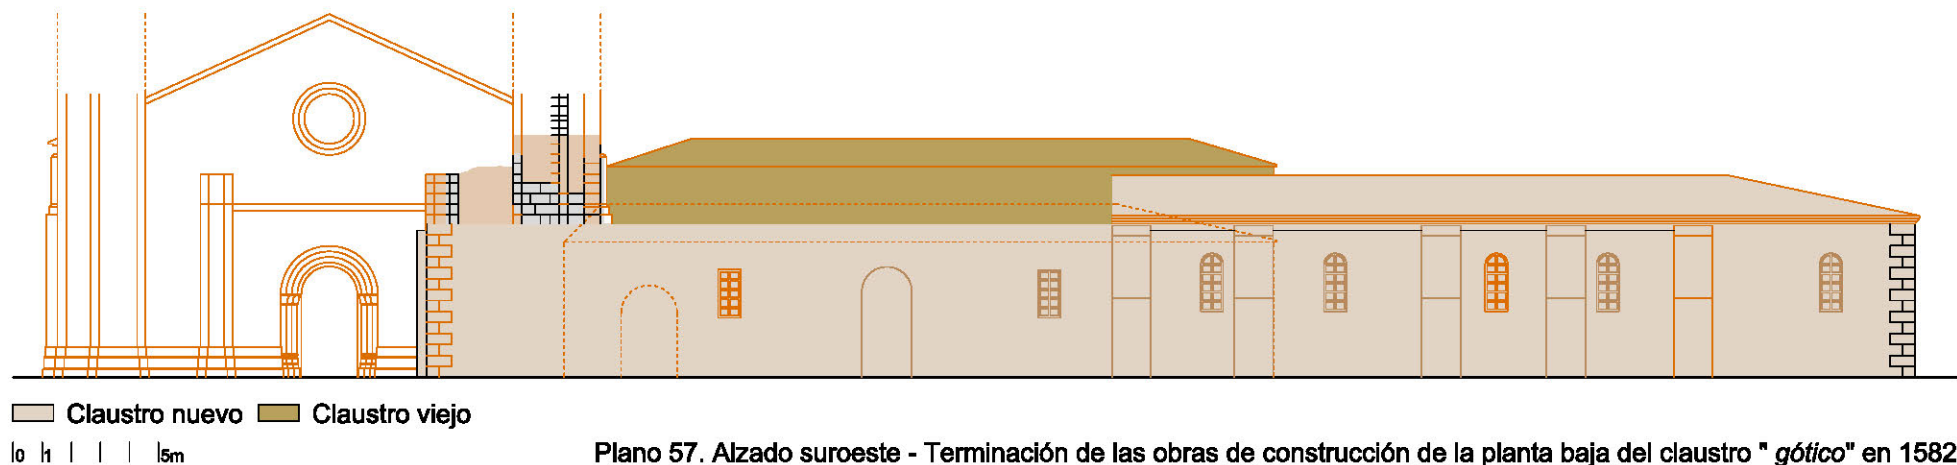 Claustro nuevo Claustro viejo
0 1 5m
Plano 57. Alzado suroeste - Terminación de las obras de construcción de la planta baja del claustro " gótico" en 1582